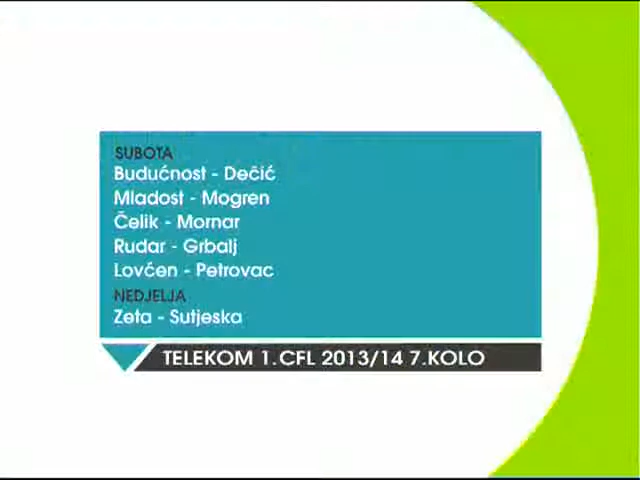 SUBOTA
Budućnost - Dečić
Mladost - Mogren
Čelik - Mornar
Rudar - Grbalj
Lovćen - Petrovac
NEDJELJA
Zeta - Sutjeska
TELEKOM 1.CFL 2013/14 7.KOLO